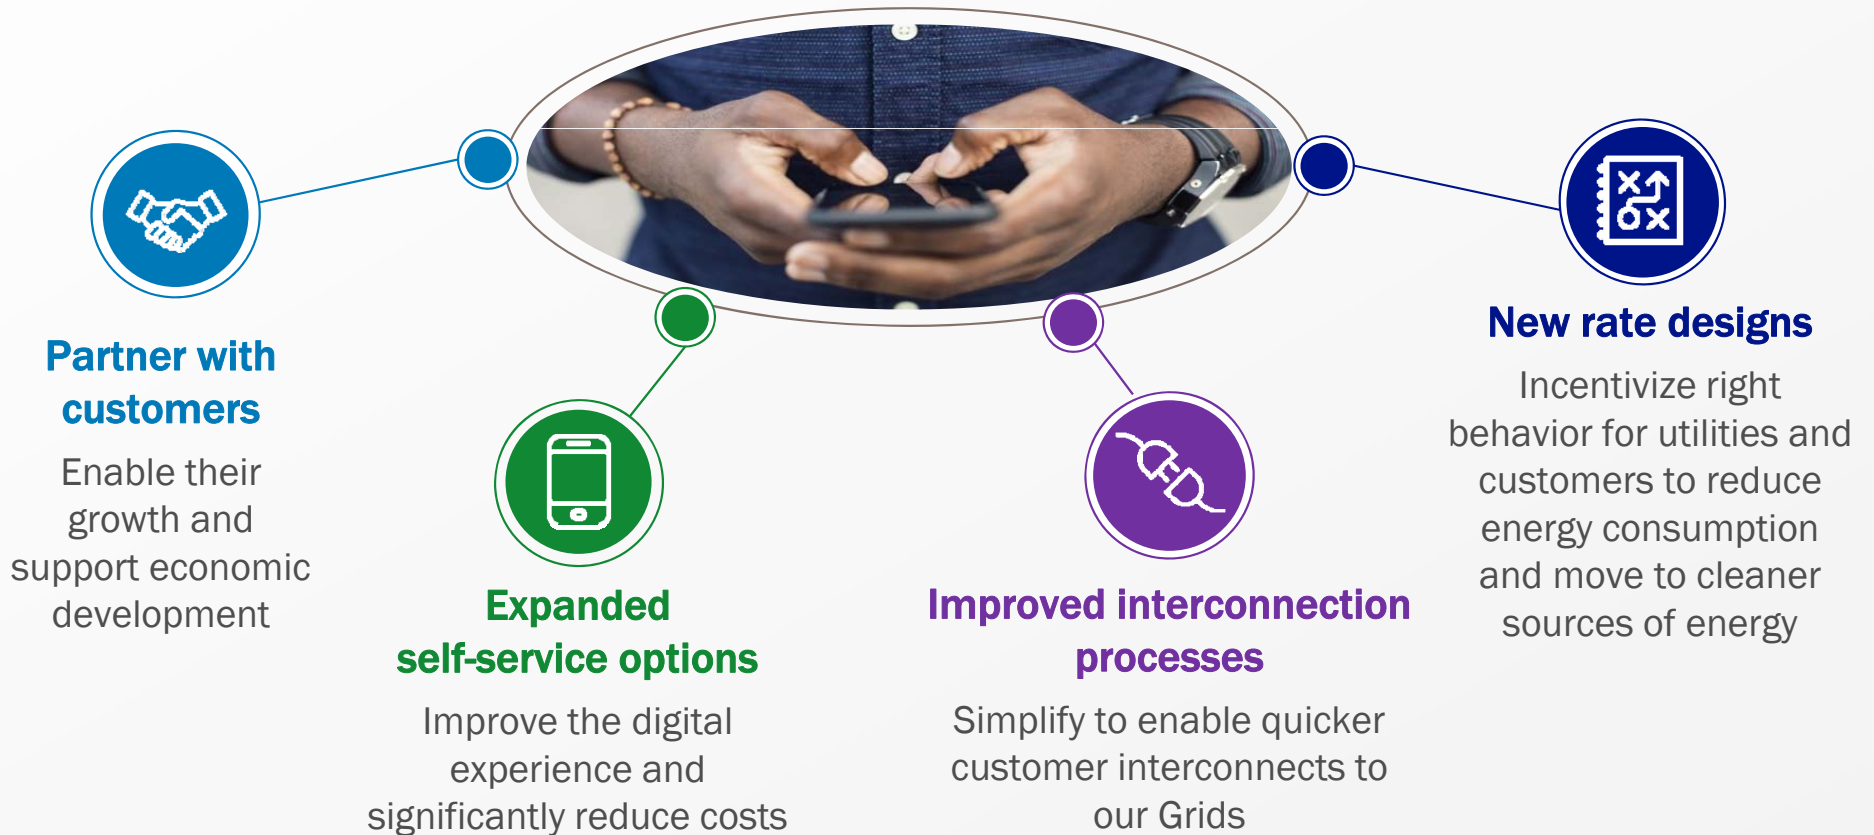 Partner with
customers
Enable their
growth and
support economic
development
Expanded
self-service options
Improve the digital
experience and
significantly reduce costs
Improved interconnection
processes
Simplify to enable quicker
customer interconnects to
our Grids
New rate designs
Incentivize right
behavior for utilities and
customers to reduce
energy consumption
and move to cleaner
sources of energy